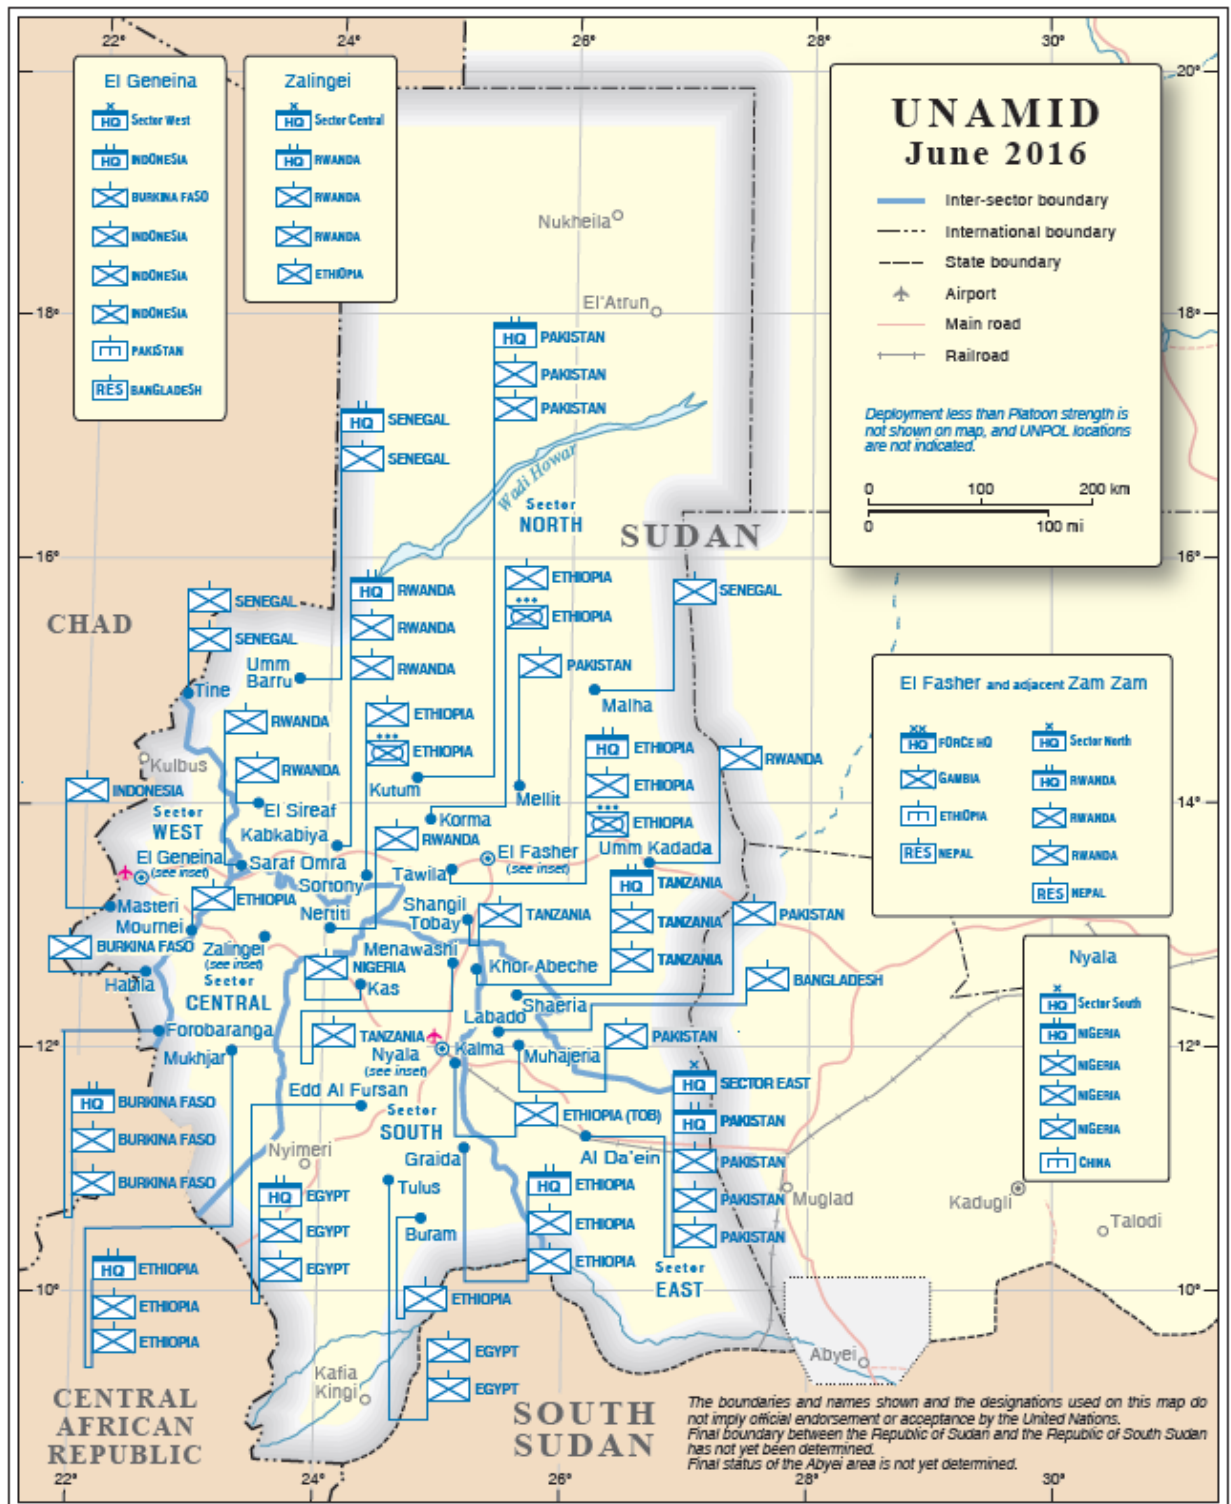 22°
24°
26°
28°
30°
20°
18°
16°
14°
12°
10°
El Geneina
HQ Sector West
HQ INDONESIA
BURKINA FASO
INDONESIA
INDONESIA
INDONESIA
PAKISTAN
RES BANGLADESH
Zalingei
HQ Sector Central
HQ RWANDA
RWANDA
RWANDA
ETHIOPIA
UNAMID
June 2016
Inter-sector boundary
International boundary
State boundary
Airport
Main road
Railroad
Deployment less than Platoon strength is
not shown on map, and UNPOL locations
are not indicated.
0 100 200 km
0 100 mi
Nukheila
El'Atrun
HQ PAKISTAN
PAKISTAN
PAKISTAN
HQ SENEGAL
SENEGAL
Wadi Howar
Sector
NORTH
SUDAN
16°
CHAD
SENEGAL
SENEGAL
Umm
Barru
Tine
HQ RWANDA
RWANDA
RWANDA
ETHIOPIA
ETHIOPIA
PAKISTAN
SENEGAL
Malha
RWANDA
RWANDA
ETHIOPIA
ETHIOPIA
Kutum
Mellit
HQ ETHIOPIA
ETHIOPIA
ETHIOPIA
RWANDA
Kulbus
INDONESIA
Sector
WEST
El Sireaf
Kabkabiya
Korma
RWANDA
Umm Kadada
14°
El Geneina
(see inset)
Saraf Omra
Sortony
Tawila
El Fasher
(see inset)
HQ TANZANIA
TANZANIA
TANZANIA
Masteri
Mournei
ETHIOPIA
Nertiti
Shangil
Tobay
TANZANIA
PAKISTAN
BURKINA FASO
Zalingei
(see inset)
Menawashi
NIGERIA
Kas
Khor Abeche
BANGLADESH
Habila
Sector
CENTRAL
Shaeria
Labado
Forobaranga
TANZANIA
Nyala
(see inset)
Kalma
Muhajeria
PAKISTAN
12°
Mukhjar
Edd Al Fursan
HQ SECTOR EAST
HQ PAKISTAN
PAKISTAN
PAKISTAN
PAKISTAN
HQ BURKINA FASO
BURKINA FASO
BURKINA FASO
Sector
SOUTH
ETHIOPIA (TOB)
Al Da'ein
Nyimeri
Graida
Tulus
Buram
HQ EGYPT
EGYPT
EGYPT
HQ ETHIOPIA
ETHIOPIA
ETHIOPIA
HQ ETHIOPIA
ETHIOPIA
ETHIOPIA
Sector
EAST
10°
ETHIOPIA
EGYPT
EGYPT
El Fasher and adjacent Zam Zam
HQ FORCE HQ
GAMBIA
ETHIOPIA
RES NEPAL
HQ Sector North
HQ RWANDA
RWANDA
RWANDA
RES NEPAL
Nyala
HQ Sector South
HQ NIGERIA
NIGERIA
NIGERIA
NIGERIA
CHINA
Muglad
Kadugli
Talodi
Abyei
Kafia
Kingi
CENTRAL
AFRICAN
REPUBLIC
SOUTH
SUDAN
The boundaries and names shown and the designations used on this map do
not imply official endorsement or acceptance by the United Nations.
Final boundary between the Republic of Sudan and the Republic of South Sudan
has not yet been determined.
Final status of the Abyei area is not yet determined.
22°
24°
26°
28°
30°
18°